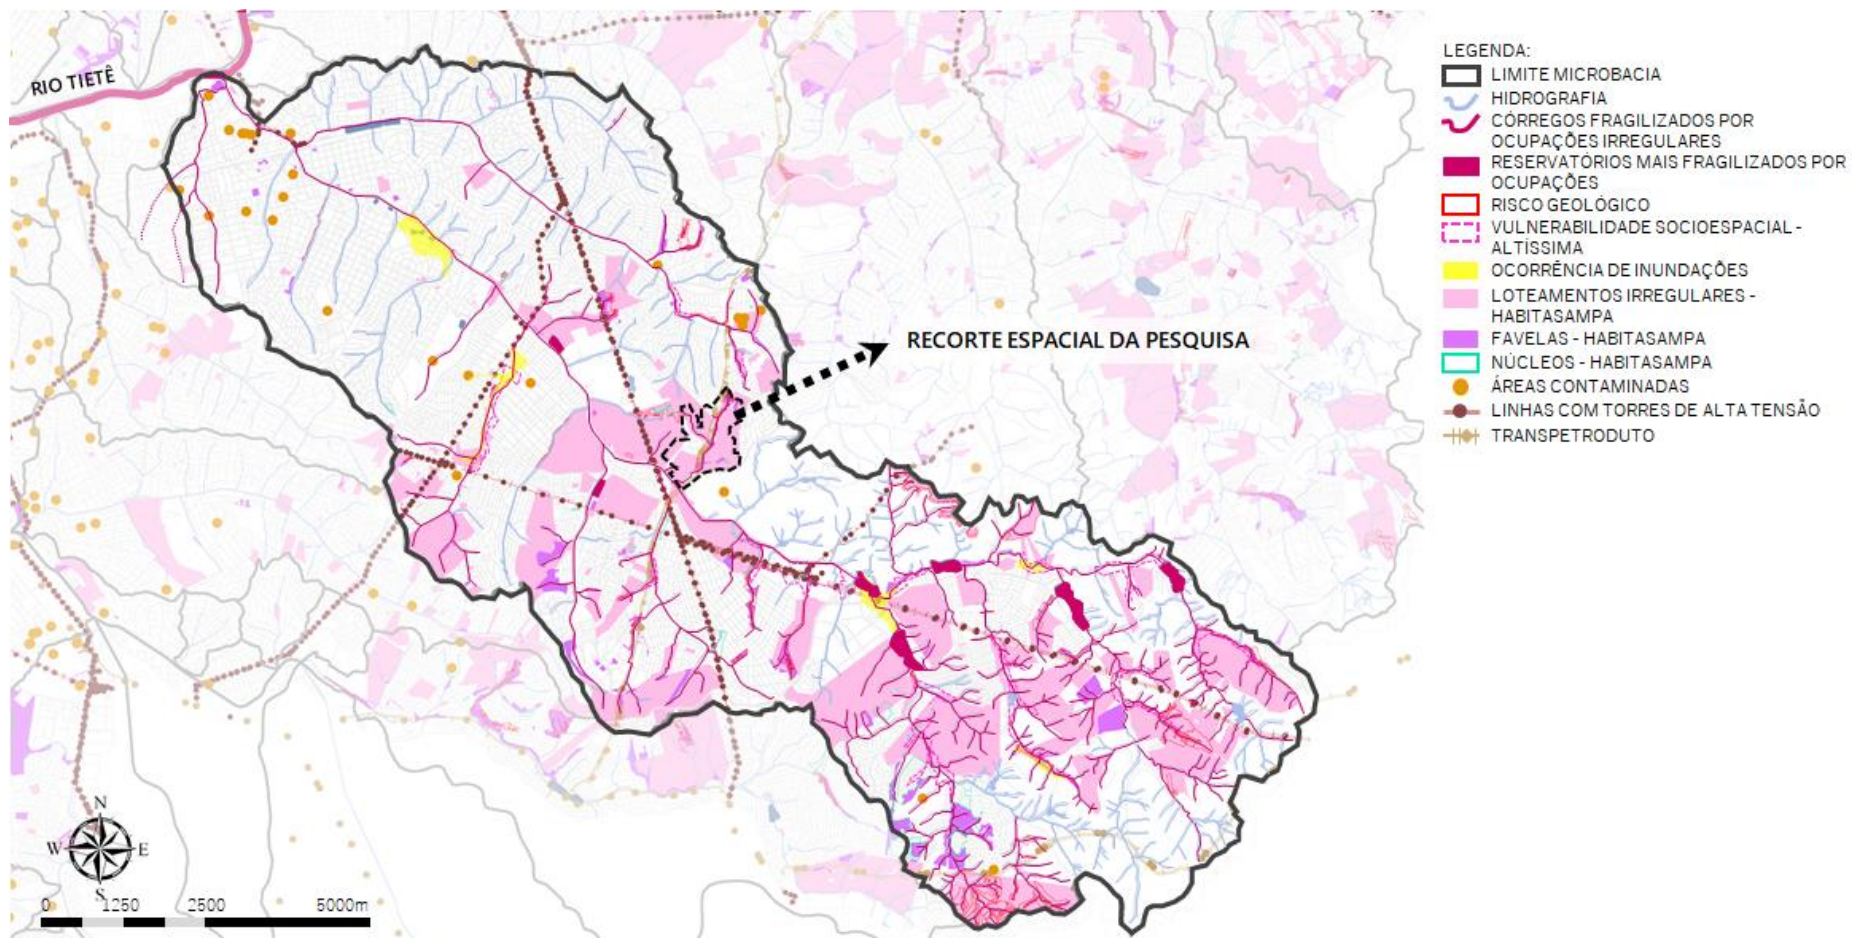 RIO TIETÊ
RECORTE ESPACIAL DA PESQUISA
LEGENDA:
LIMITE MICROBACIA
HIDROGRAFIA
CÓRREGOS FRAGILIZADOS POR
OCUPAÇÕES IRREGULARES
RESERVATÓRIOS MAIS FRAGILIZADOS POR
OCUPAÇÕES
RISCO GEOLÓGICO
VULNERABILIDADE SOCIOESPACIAL -
ALTÍSSIMA
OCORRÊNCIA DE INUNDAÇÕES
LOTEAMENTOS IRREGULARES -
HABITASAMPA
FAVELAS - HABITASAMPA
NÚCLEOS - HABITASAMPA
ÁREAS CONTAMINADAS
LINHAS COM TORRES DE ALTA TENSÃO
TRANSPETRODUTO
N
W E
S
0 1250 2500 5000m